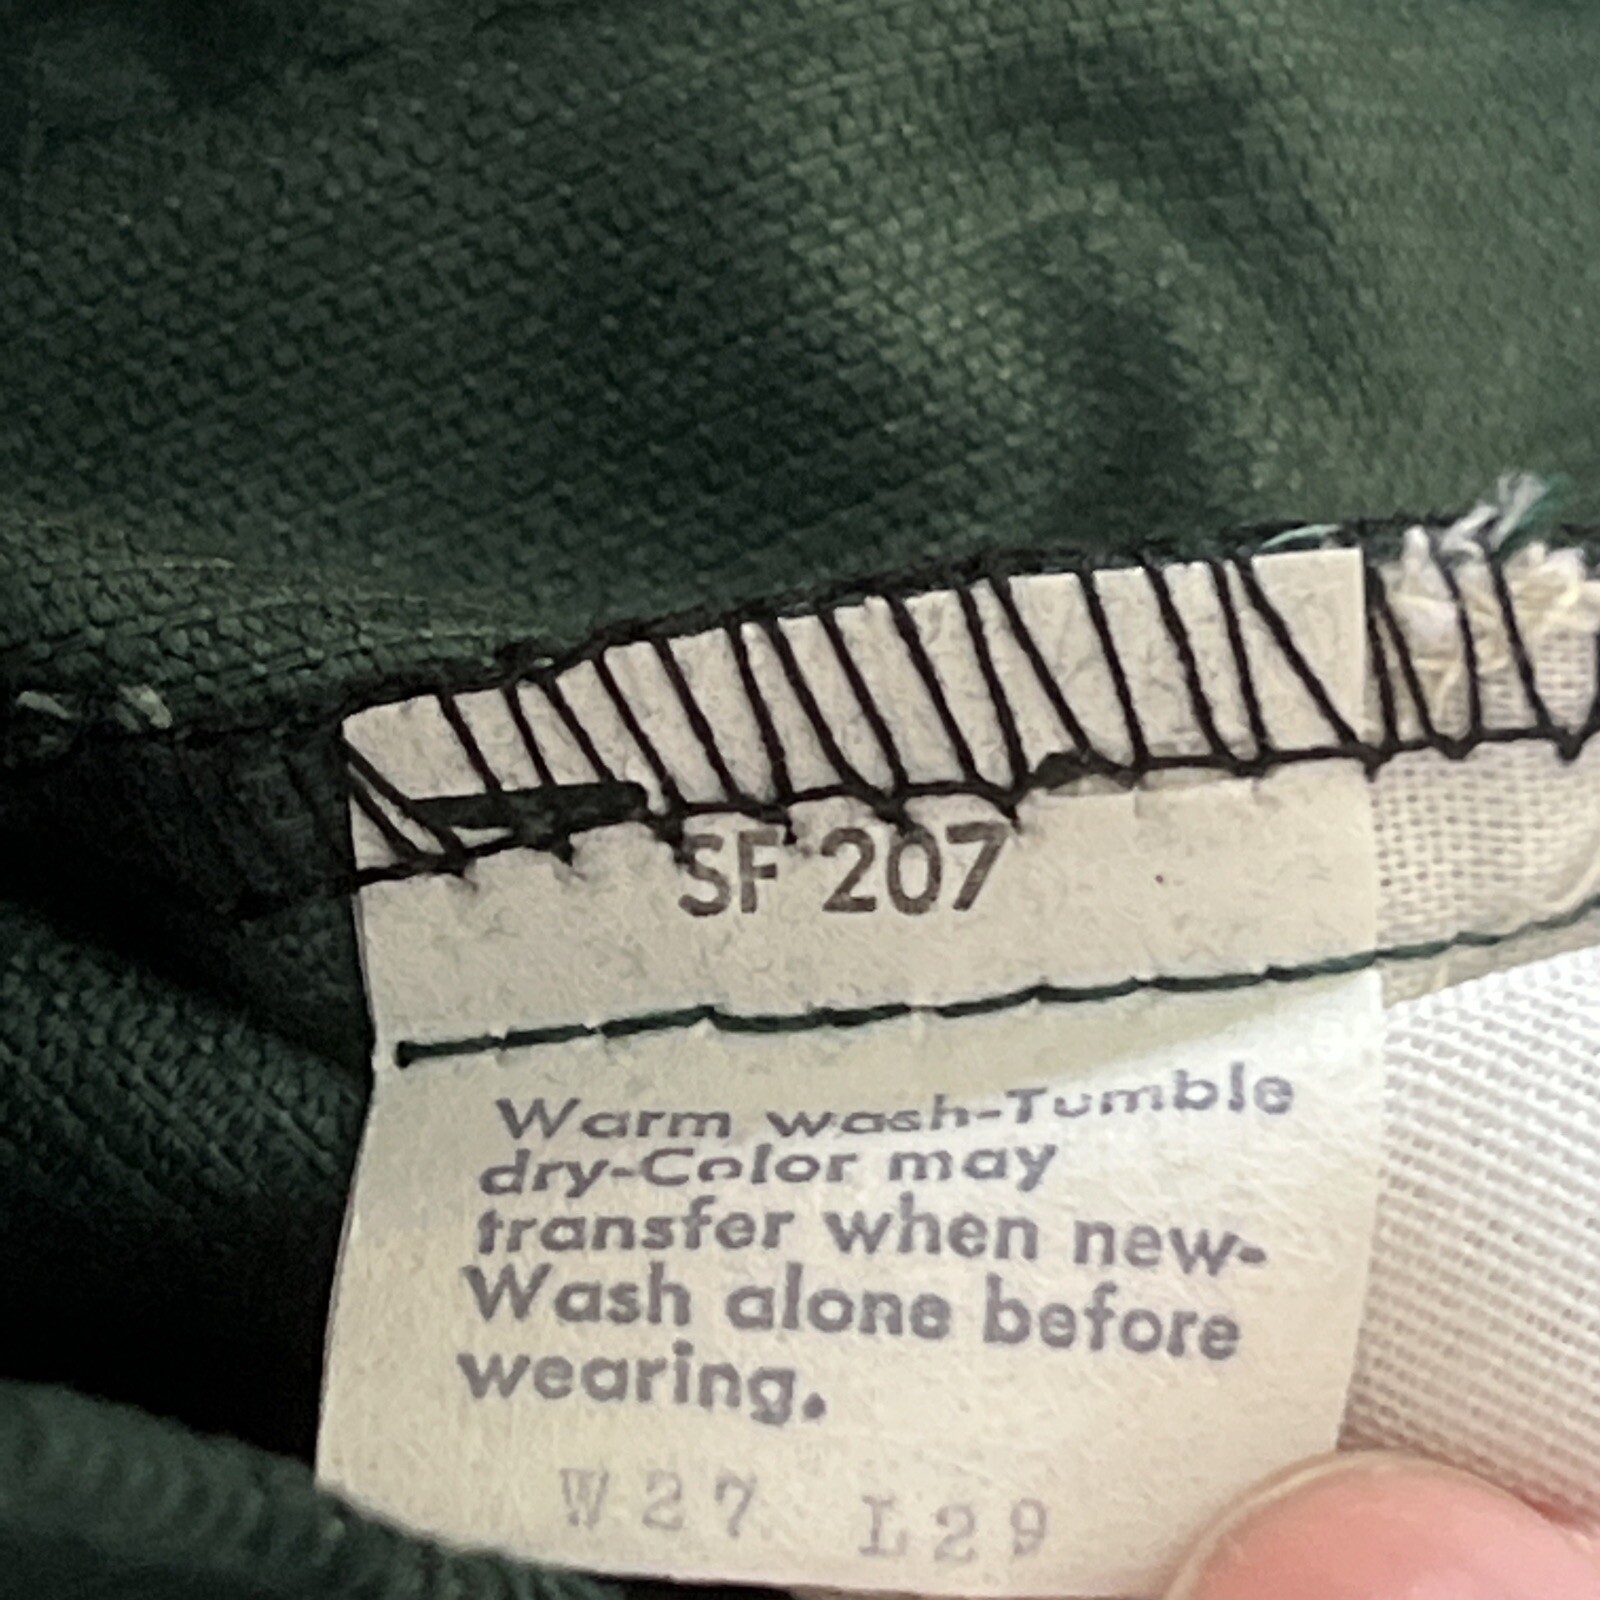 SF 207
Warm wash-Tumble
dry-Color may
transfer when new-
Wash alone before
wearing.
W27 L29